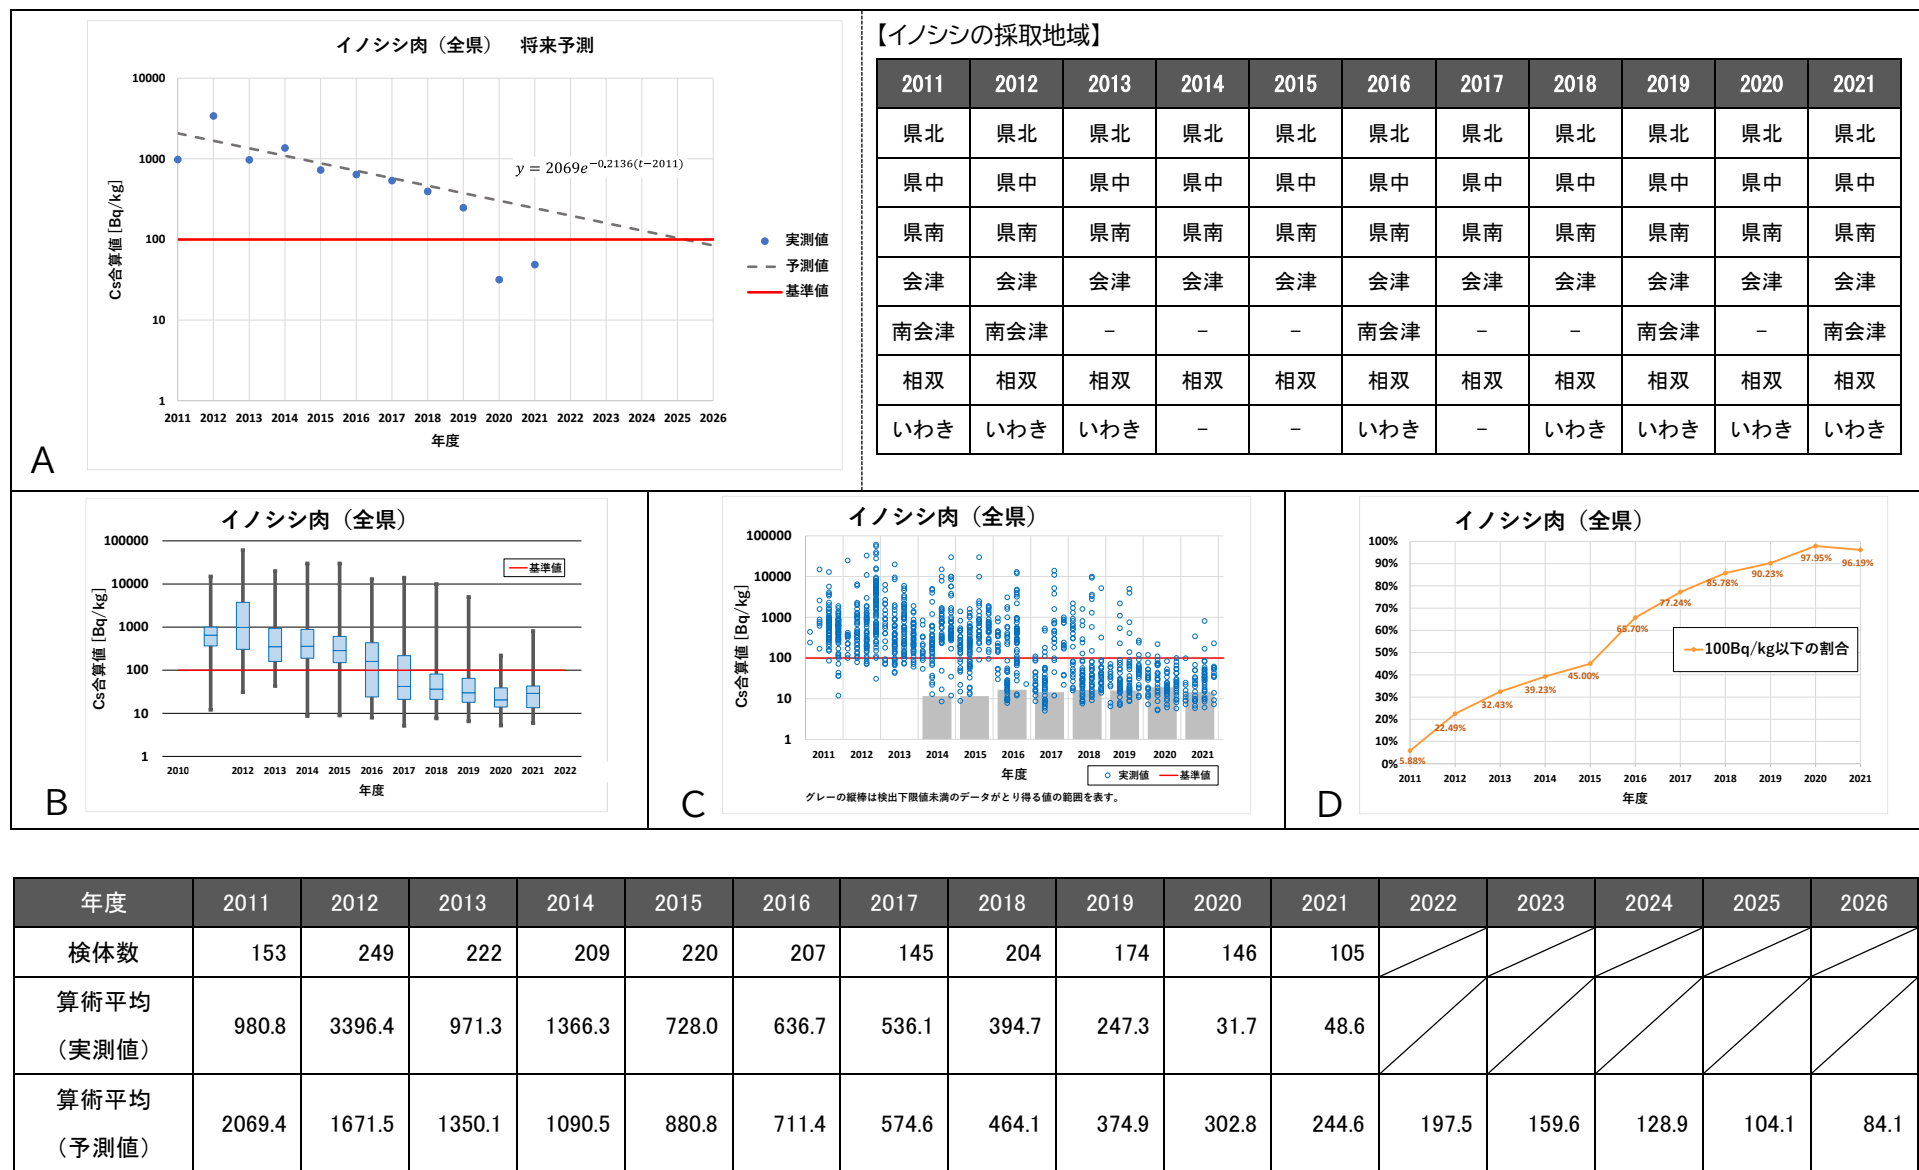 イノシシ肉（全県）　将来予測
10000
1000
100
10
1
Cs合算値 [Bq/kg]
y = 2069e^{-0.2136(t-2011)}
実測値
予測値
基準値
2011 2012 2013 2014 2015 2016 2017 2018 2019 2020 2021 2022 2023 2024 2025 2026
年度
A
【イノシシの採取地域】
2011 2012 2013 2014 2015 2016 2017 2018 2019 2020 2021
県北 県北 県北 県北 県北 県北 県北 県北 県北 県北 県北
県中 県中 県中 県中 県中 県中 県中 県中 県中 県中 県中
県南 県南 県南 県南 県南 県南 県南 県南 県南 県南 県南
会津 会津 会津 会津 会津 会津 会津 会津 会津 会津 会津
南会津 南会津 － － － 南会津 － － 南会津 － 南会津
相双 相双 相双 相双 相双 相双 相双 相双 相双 相双 相双
いわき いわき いわき － － いわき － いわき いわき いわき いわき
イノシシ肉（全県）
100000
10000
1000
100
10
1
Cs合算値 [Bq/kg]
基準値
2010 2012 2013 2014 2015 2016 2017 2018 2019 2020 2021 2022
年度
B
イノシシ肉（全県）
100000
10000
1000
100
10
1
Cs合算値 [Bq/kg]
2011 2012 2013 2014 2015 2016 2017 2018 2019 2020 2021
年度
実測値 基準値
グレーの縦棒は検出下限値未満のデータがとり得る値の範囲を表す。
C
イノシシ肉（全県）
100%
90%
80%
70%
60%
50%
40%
30%
20%
10%
0%
5.88% 22.49% 32.43% 39.23% 45.00% 65.70% 77.24% 85.78% 90.23% 97.95% 96.19%
100Bq/kg以下の割合
2011 2012 2013 2014 2015 2016 2017 2018 2019 2020 2021
年度
D
年度 2011 2012 2013 2014 2015 2016 2017 2018 2019 2020 2021 2022 2023 2024 2025 2026
検体数 153 249 222 209 220 207 145 204 174 146 105
算術平均
（実測値） 980.8 3396.4 971.3 1366.3 728.0 636.7 536.1 394.7 247.3 31.7 48.6
算術平均
（予測値） 2069.4 1671.5 1350.1 1090.5 880.8 711.4 574.6 464.1 374.9 302.8 244.6 197.5 159.6 128.9 104.1 84.1